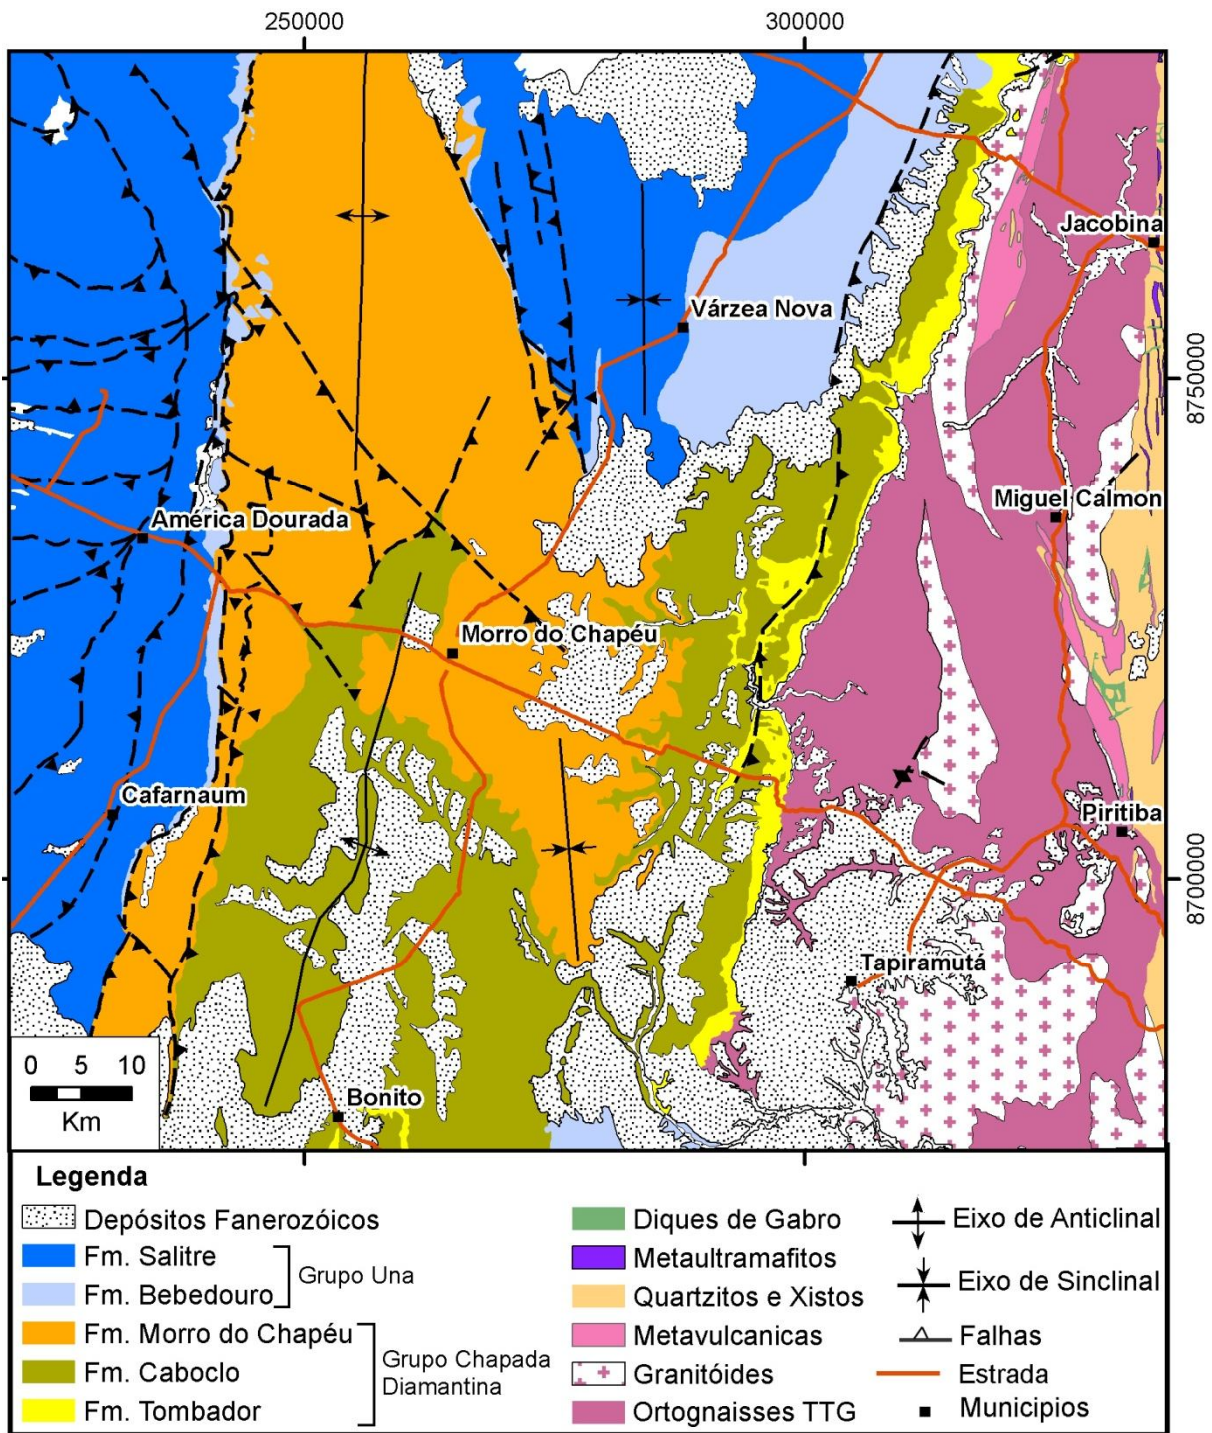 250000
300000
Jacobina
Várzea Nova
8750000
Miguel Calmon
América Dourada
Morro do Chapéu
Cafarnaum
Piritiba
8700000
Tapiramutá
0 5 10
Km
Bonito
Legenda
Depósitos Fanerozóicos
Fm. Salitre
Fm. Bebedouro
Grupo Una
Fm. Morro do Chapéu
Fm. Caboclo
Fm. Tombador
Grupo Chapada
Diamantina
Diques de Gabro
Metaultramafitos
Quartzitos e Xistos
Metavulcanicas
Granitóides
Ortognaisses TTG
Eixo de Anticlinal
Eixo de Sinclinal
Falhas
Estrada
Municipios